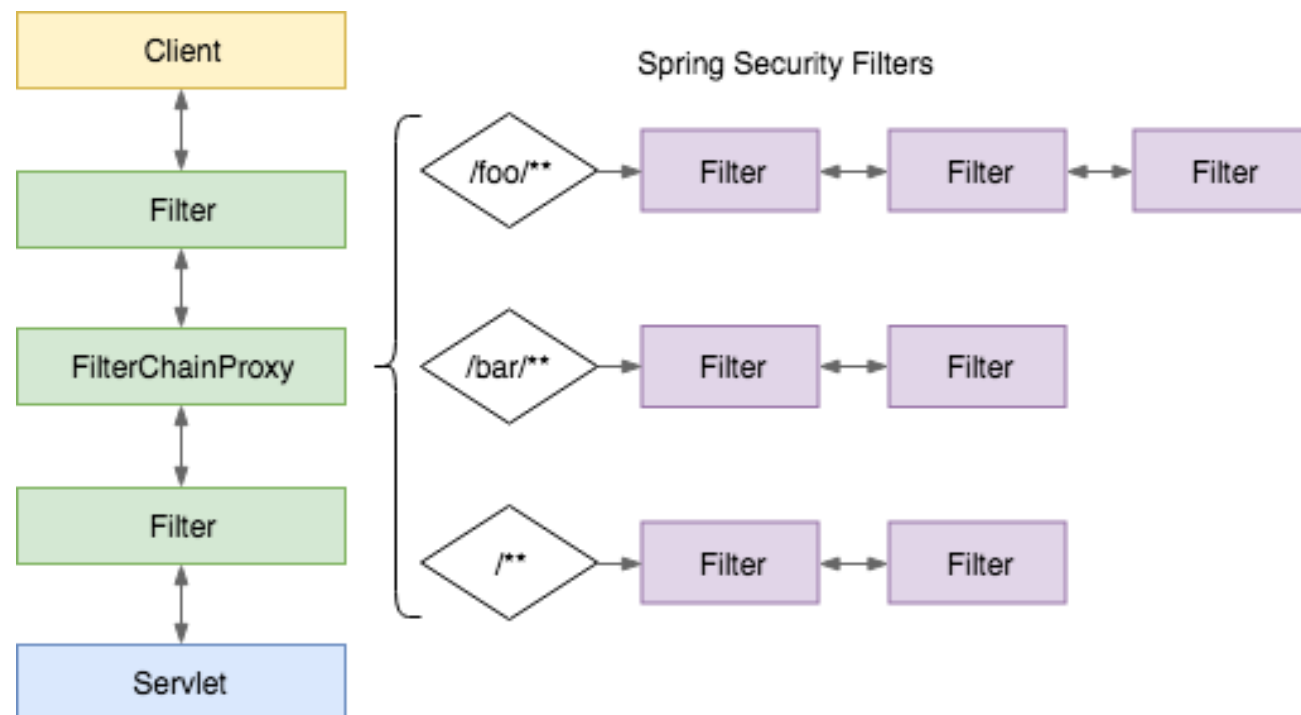 Client
Spring Security Filters
/foo/**
Filter
Filter
Filter
Filter
FilterChainProxy
/bar/**
Filter
Filter
Filter
/**
Filter
Filter
Servlet